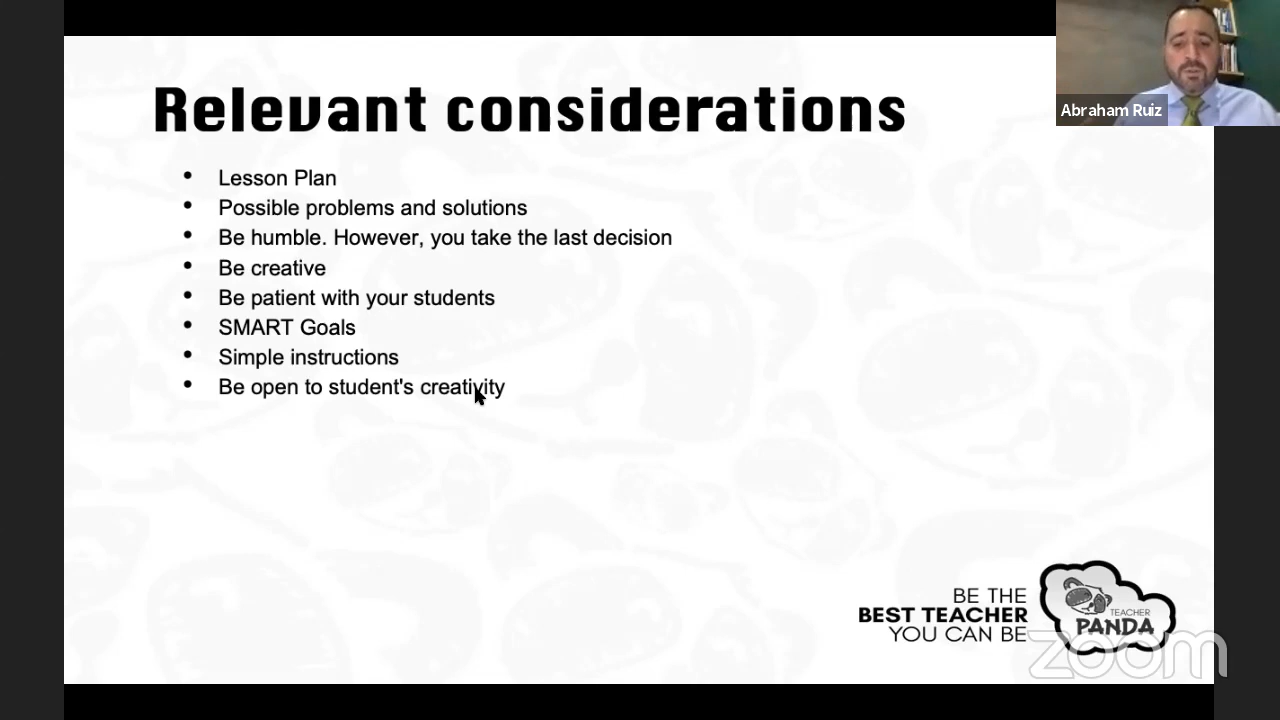 Relevant considerations
• Lesson Plan
• Possible problems and solutions
• Be humble. However, you take the last decision
• Be creative
• Be patient with your students
• SMART Goals
• Simple instructions
• Be open to student's creativity
Abraham Ruiz
BE THE
BEST TEACHER
YOU CAN BE
TEACHER
PANDA
zoom